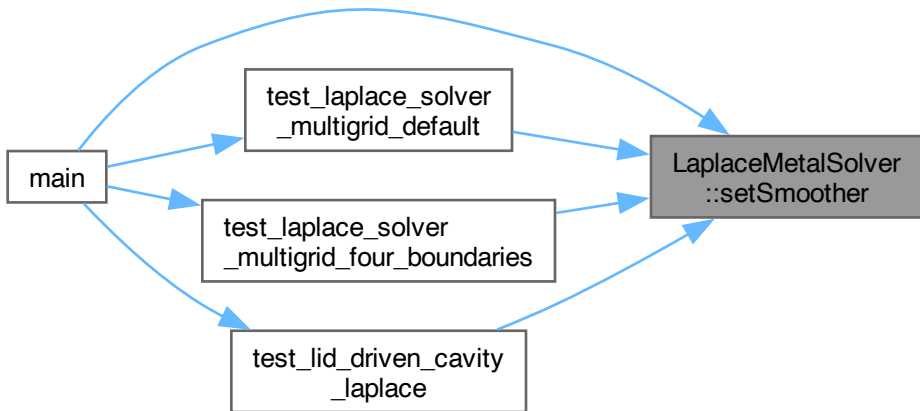 main
test_laplace_solver
_multigrid_default
test_laplace_solver
_multigrid_four_boundaries
test_lid_driven_cavity
_laplace
LaplaceMetalSolver
::setSmoother